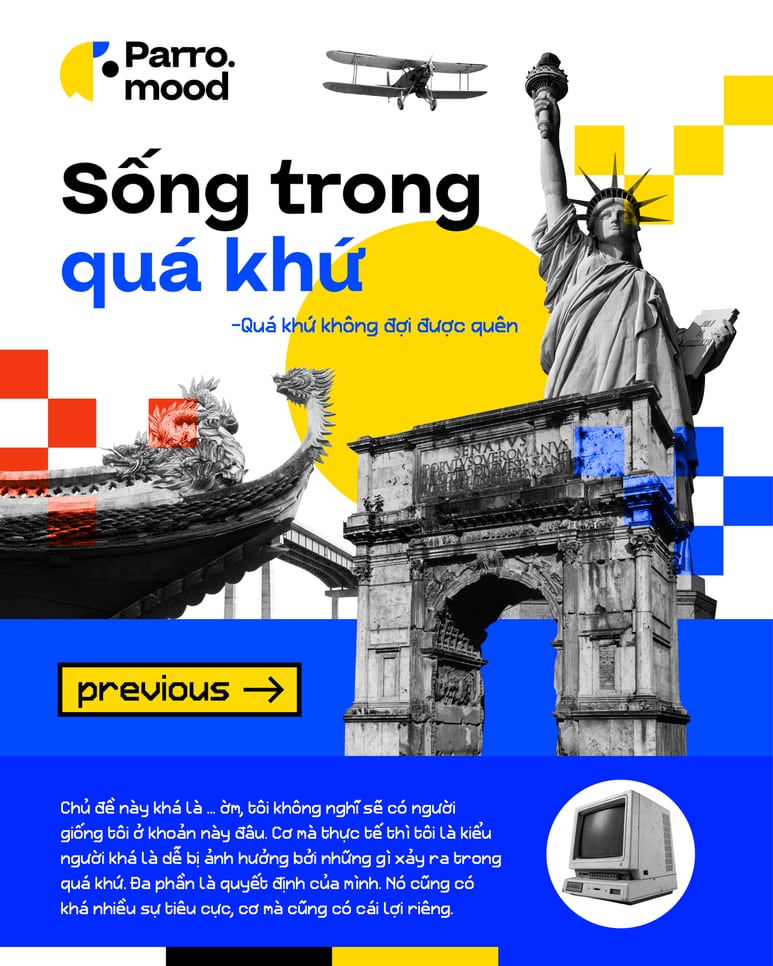 Parro.
mood
Sống trong
quá khứ
-Quá khứ không đợi được quên
SENATVS
previous →
Chủ đề này khá là ... ờm, tôi không nghĩ sẽ có người
giống tôi ở khoản này đâu. Cơ mà thực tế thì tôi là kiểu
người khá là dễ bị ảnh hưởng bởi những gì xảy ra trong
quá khứ. Đa phần là quyết định của mình. Nó cũng có
khá nhiều sự tiêu cực, cơ mà cũng có cái lợi riêng.